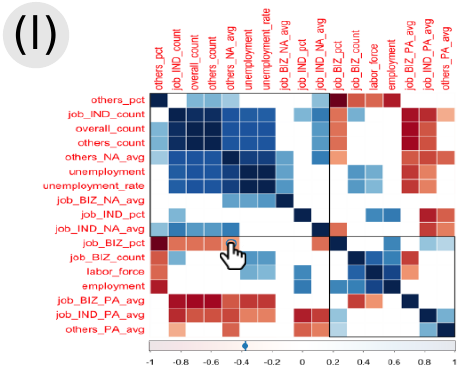 (I)
others_pct
job_IND_count
overall_count
others_count
others_NA_avg
unemployment
unemployment_rate
job_BIZ_NA_avg
job_IND_pct
job_IND_NA_avg
job_BIZ_pct
job_BIZ_count
labor_force
employment
job_BIZ_PA_avg
job_IND_PA_avg
others_PA_avg
others_pct
job_IND_count
overall_count
others_count
others_NA_avg
unemployment
unemployment_rate
job_BIZ_NA_avg
job_IND_pct
job_IND_NA_avg
job_BIZ_pct
job_BIZ_count
labor_force
employment
job_BIZ_PA_avg
job_IND_PA_avg
others_PA_avg
-1 -0.8 -0.6 -0.4 -0.2 0 0.2 0.4 0.6 0.8 1